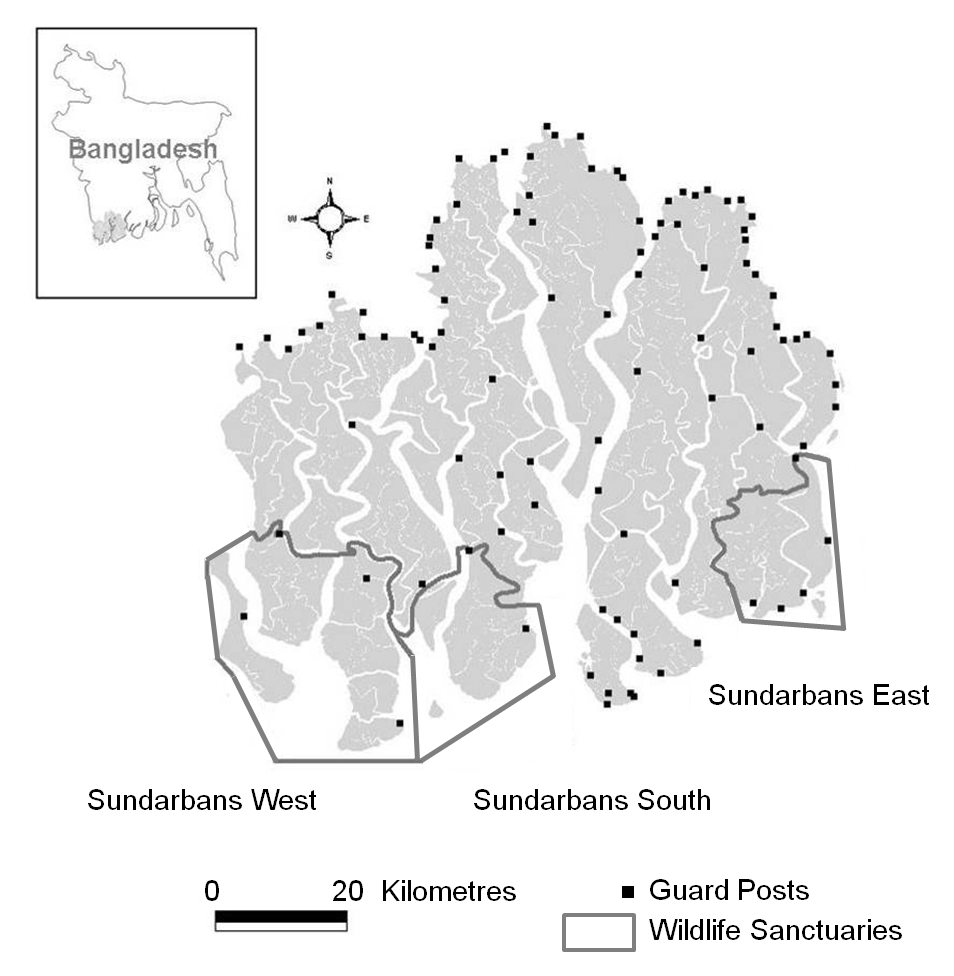 Bangladesh
N
W E
S
Sundarbans East
Sundarbans West
Sundarbans South
0 20 Kilometres
Guard Posts
Wildlife Sanctuaries